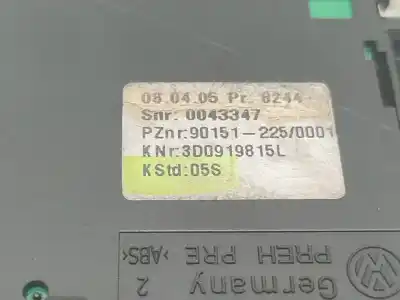 08.04.05 Pr. 8244
Snr: 0043347
PZnr:90151-225/0001
KNr:3D0919815L
KStd:05S
>ABS<
PREH PRE
Germany 2